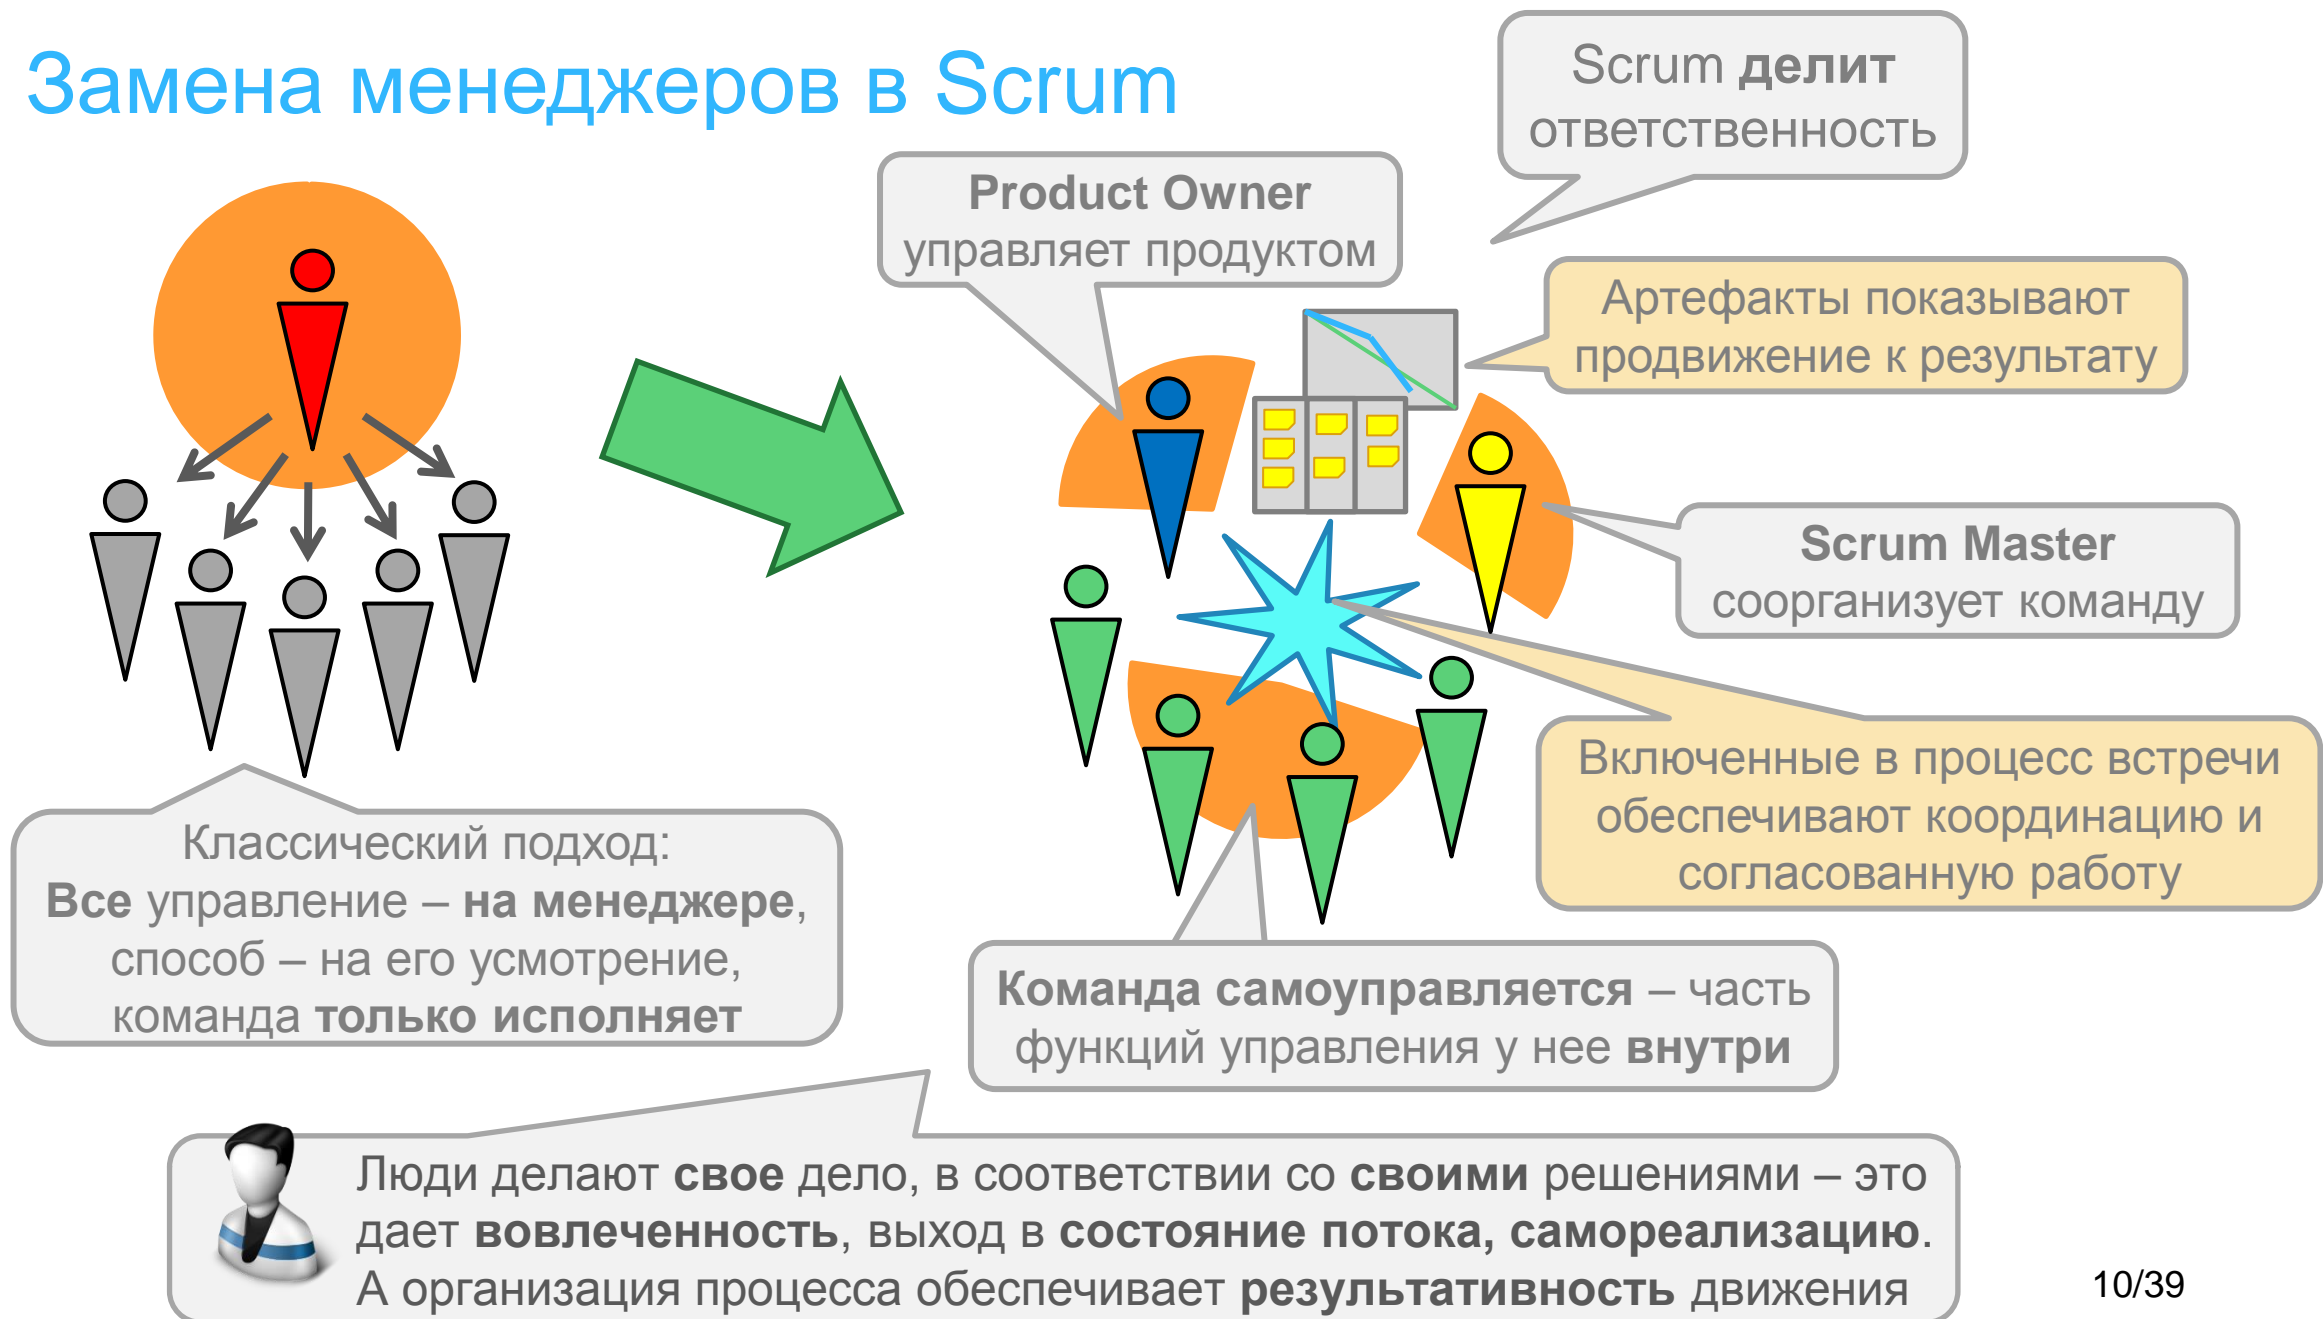 Замена менеджеров в Scrum
Scrum делит
ответственность
Product Owner
управляет продуктом
Артефакты показывают
продвижение к результату
Scrum Master
соорганизует команду
Включенные в процесс встречи
обеспечивают координацию и
согласованную работу
Классический подход:
Все управление – на менеджере,
способ – на его усмотрение,
команда только исполняет
Команда самоуправляется – часть
функций управления у нее внутри
Люди делают свое дело, в соответствии со своими решениями – это
дает вовлеченность, выход в состояние потока, самореализацию.
А организация процесса обеспечивает результативность движения
10/39